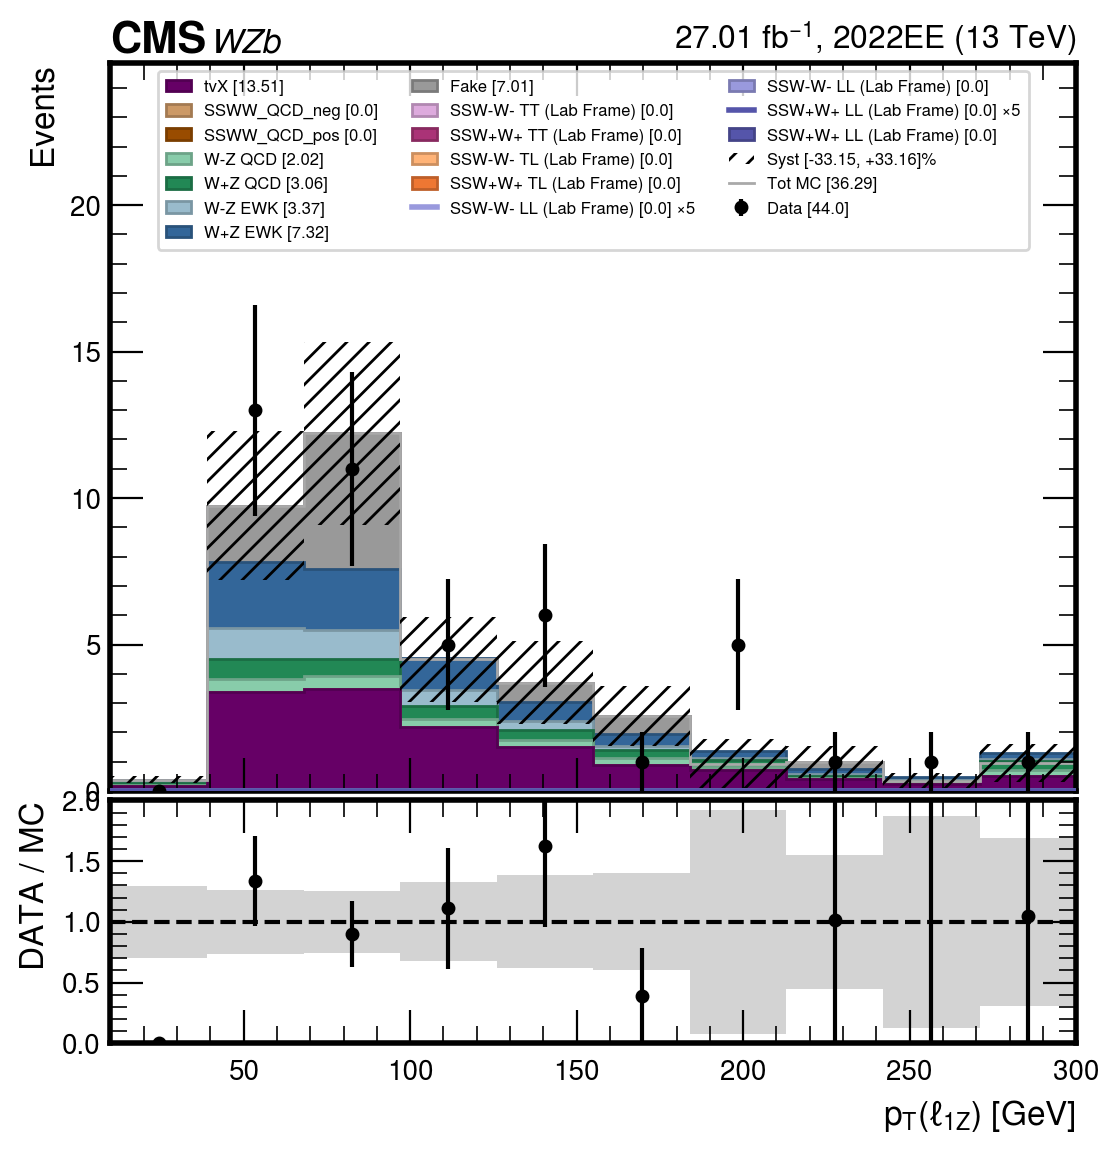 CMS WZb 27.01 fb⁻¹, 2022EE (13 TeV)
Events
tvX [13.51]
SSWW_QCD_neg [0.0]
SSWW_QCD_pos [0.0]
W-Z QCD [2.02]
W+Z QCD [3.06]
W-Z EWK [3.37]
W+Z EWK [7.32]
Fake [7.01]
SSW-W- TT (Lab Frame) [0.0]
SSW+W+ TT (Lab Frame) [0.0]
SSW-W- TL (Lab Frame) [0.0]
SSW+W+ TL (Lab Frame) [0.0]
SSW-W- LL (Lab Frame) [0.0] ×5
SSW-W- LL (Lab Frame) [0.0]
SSW+W+ LL (Lab Frame) [0.0] ×5
SSW+W+ LL (Lab Frame) [0.0]
Syst [-33.15, +33.16]%
Tot MC [36.29]
Data [44.0]
20
15
10
5
0
DATA / MC
2.0
1.5
1.0
0.5
0.0
0
50 100 150 200 250 300
p_T(ℓ_1Z) [GeV]